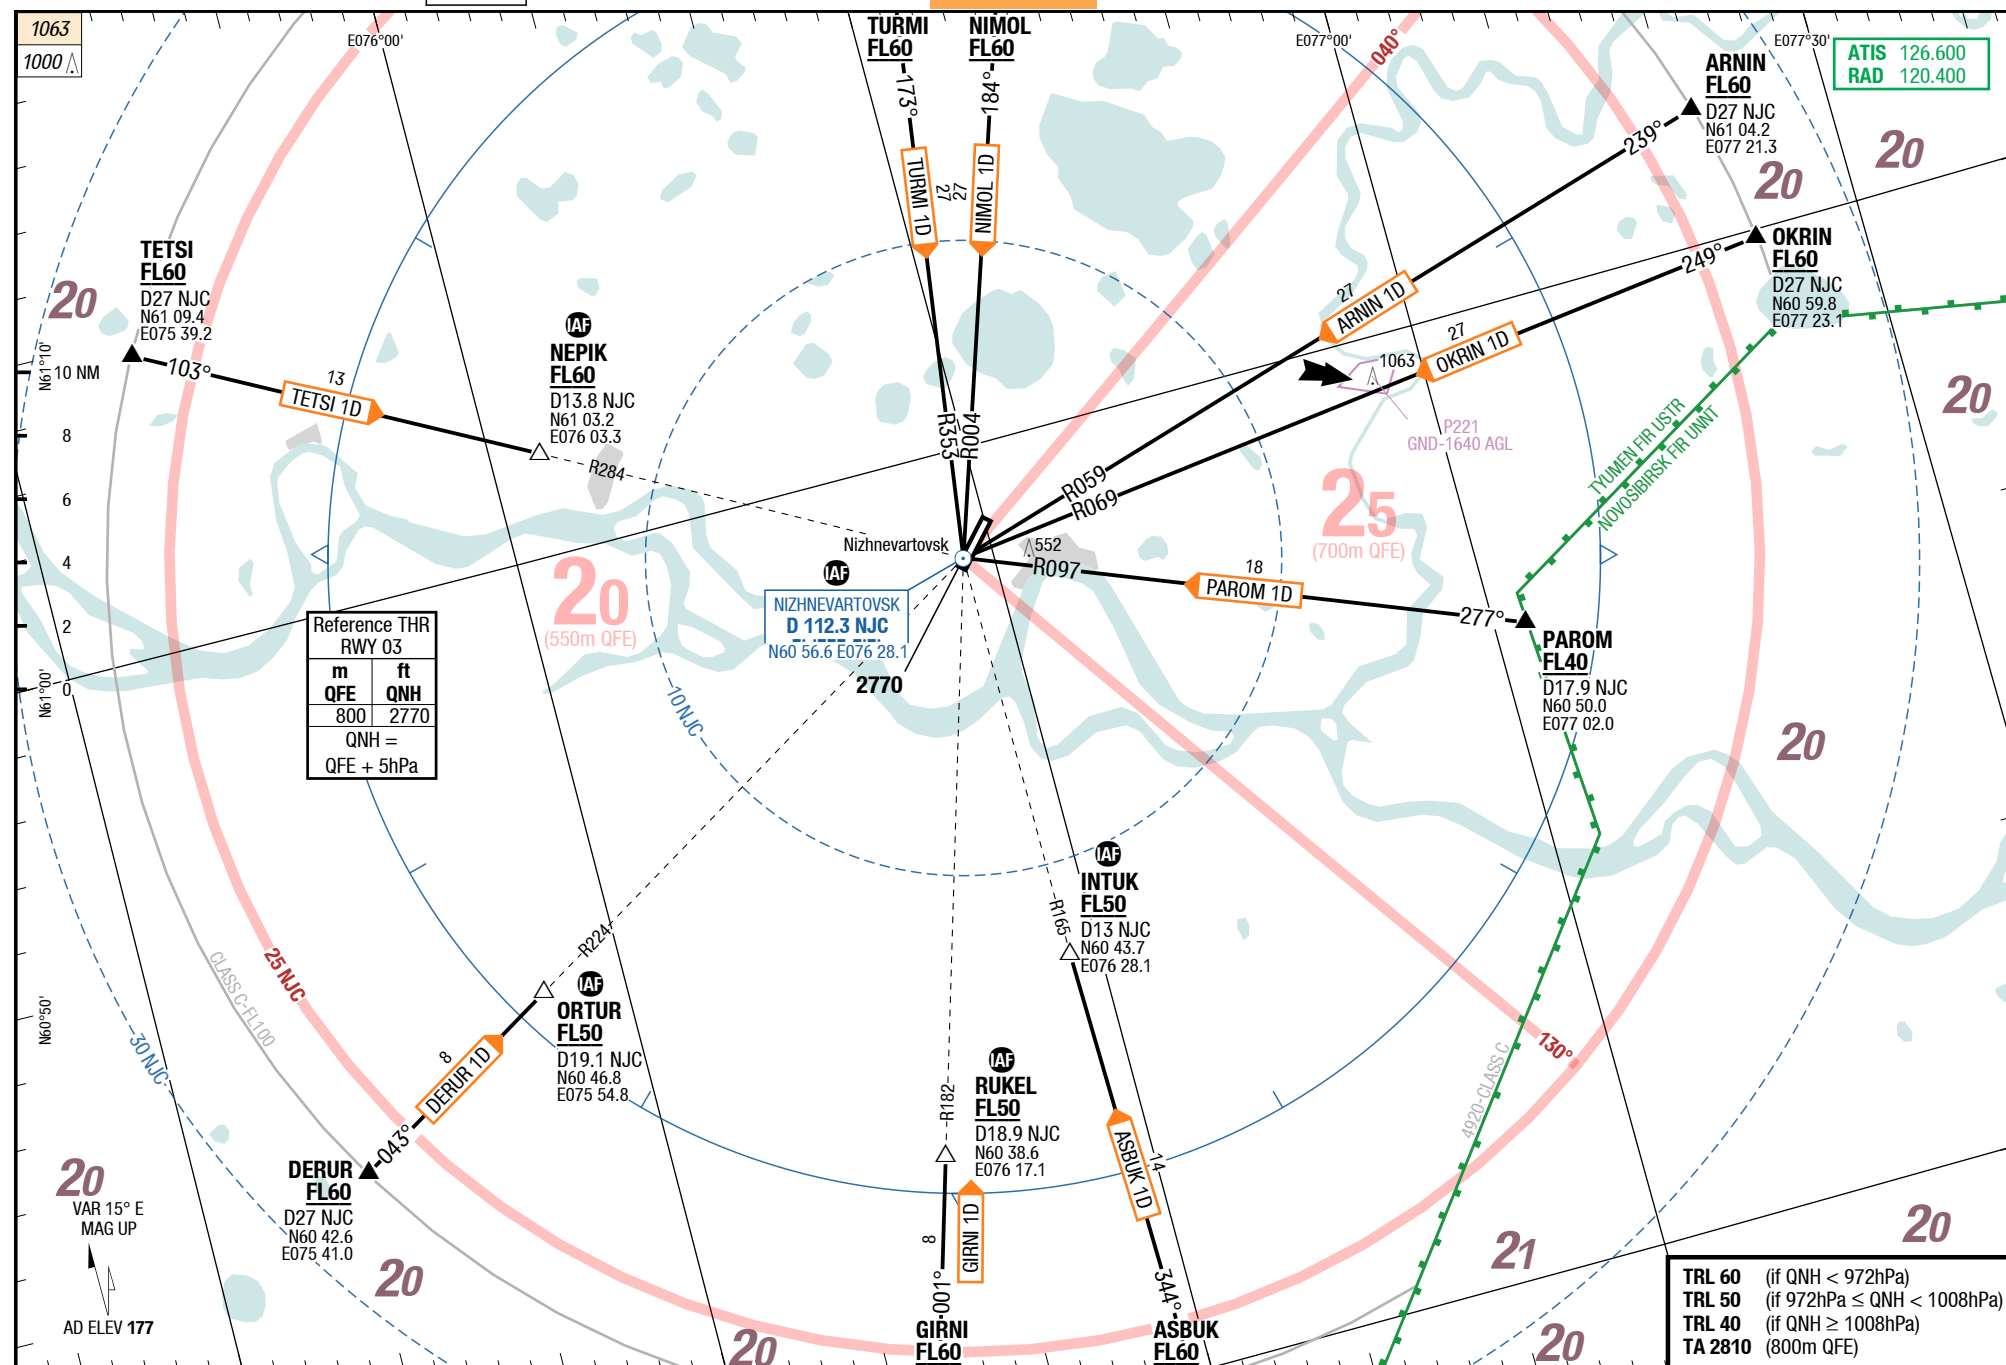 1063
1000
E076°00'
TURMI
FL60
NIMOL
FL60
173°
184°
TURMI 1D
27
27
NIMOL 1D
R353
R004
E077°00'
040°
E077°30'
ATIS 126.600
RAD 120.400
ARNIN
FL60
D27 NJC
N61 04.2
E077 21.3
239°
27
ARNIN 1D
R059
20
20
OKRIN
FL60
D27 NJC
N60 59.8
E077 23.1
249°
27
OKRIN 1D
R069
TETSI
FL60
D27 NJC
N61 09.4
E075 39.2
20
103°
13
TETSI 1D
IAF
NEPIK
FL60
D13.8 NJC
N61 03.2
E076 03.3
R284
N61°10'
10 NM
8
6
4
2
0
N61°00'
1063
P221
GND-1640 AGL
TYUMEN FIR USTR
NOVOSIBIRSK FIR UNNT
20
25
(700m QFE)
20
(550m QFE)
Nizhnevartovsk
552
R097
18
PAROM 1D
277°
PAROM
FL40
D17.9 NJC
N60 50.0
E077 02.0
IAF
NIZHNEVARTOVSK
D 112.3 NJC
N60 56.6 E076 28.1
2770
10 NJC
Reference THR
RWY 03
m ft
QFE QNH
800 2770
QNH =
QFE + 5hPa
20
IAF
INTUK
FL50
D13 NJC
N60 43.7
E076 28.1
R165
R224
IAF
ORTUR
FL50
D19.1 NJC
N60 46.8
E075 54.8
25 NJC
CLASS C-FL100
30 NJC
N60°50'
8
DERUR 1D
043°
DERUR
FL60
D27 NJC
N60 42.6
E075 41.0
IAF
RUKEL
FL50
D18.9 NJC
N60 38.6
E076 17.1
R182
8
GIRNI 1D
001°
GIRNI
FL60
14
ASBUK 1D
344°
ASBUK
FL60
130°
4920-CLASS C
20
VAR 15° E
MAG UP
AD ELEV 177
20
20
21
20
20
TRL 60 (if QNH < 972hPa)
TRL 50 (if 972hPa ≤ QNH < 1008hPa)
TRL 40 (if QNH ≥ 1008hPa)
TA 2810 (800m QFE)